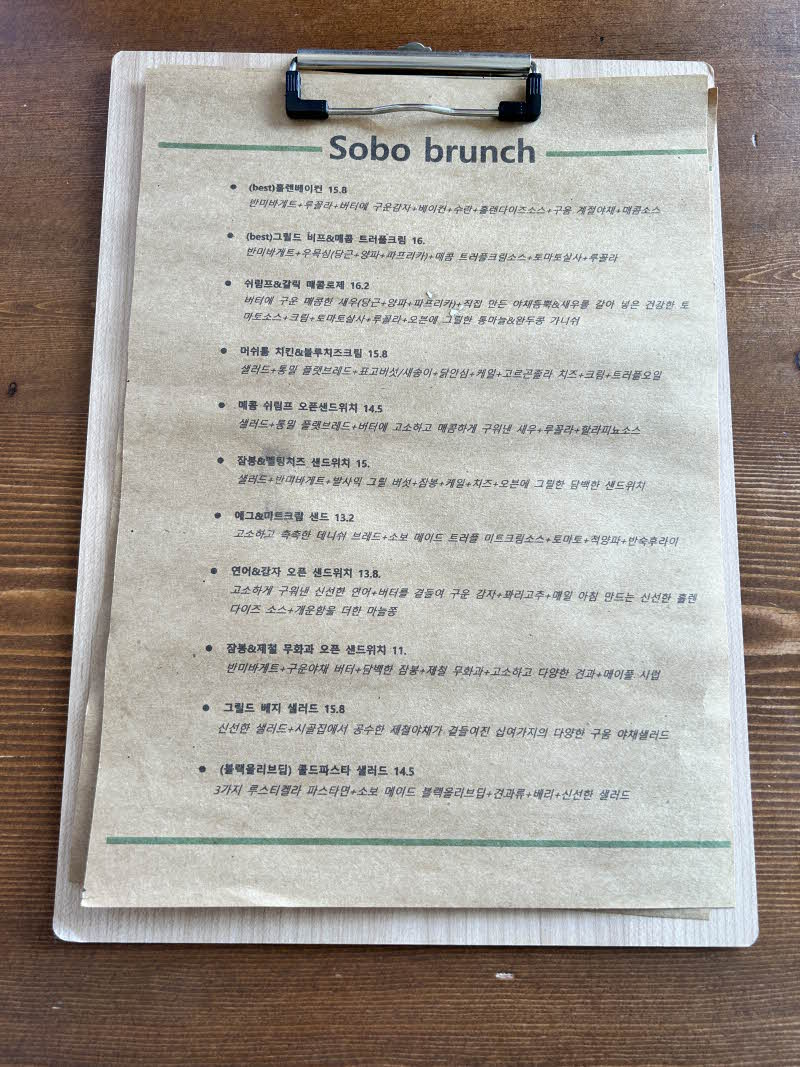 Sobo brunch
(best)홀렌베이컨 15.8
반미바게트+루꼴라+버터에 구운감자+베이컨+수란+홀렌다이즈소스+구움 계절야채+매콤소스
(best)그릴드 비프&매콤 트러플크림 16.
반미바게트+우목심(당근+양파+파프리카)+매콤 트러플크림소스+토마토살사+루꼴라
쉬림프&갈릭 매콤로제 16.2
버터에 구운 매콤한 새우(당근+양파+파프리카)+직접 만든 야채듬뿍&새우를 갈아 넣은 건강한 토
마토소스+크림+토마토살사+루꼴라+오븐에 그릴한 통마늘&완두콩 가니쉬
머쉬룸 치킨&블루치즈크림 15.8
샐러드+통밀 플랫브레드+표고버섯/새송이+닭안심+케일+고르곤졸라 치즈+크림+트러플오일
매콤 쉬림프 오픈샌드위치 14.5
샐러드+통밀 플랫브레드+버터에 고소하고 매콤하게 구워낸 새우+루꼴라+할라피뇨소스
잠봉&멜팅치즈 샌드위치 15.
샐러드+반미바게트+발사믹 그릴 버섯+잠봉+케일+치즈+오븐에 그릴한 담백한 샌드위치
에그&미트크림 샌드 13.2
고소하고 촉촉한 데니쉬 브레드+소보 메이드 트러플 미트크림소스+토마토+적양파+반숙후라이
연어&감자 오픈 샌드위치 13.8.
고소하게 구워낸 신선한 연어+버터를 곁들여 구운 감자+꽈리고추+매일 아침 만드는 신선한 홀렌
다이즈 소스+개운함을 더한 마늘쫑
잠봉&제철 무화과 오픈 샌드위치 11.
반미바게트+구운야채 버터+담백한 잠봉+제철 무화과+고소하고 다양한 견과+메이플 시럽
그릴드 베지 샐러드 15.8
신선한 샐러드+시골집에서 공수한 제철야채가 곁들여진 십여가지의 다양한 구움 야채샐러드
(블랙올리브딥) 콜드파스타 샐러드 14.5
3가지 루스티켈라 파스타면+소보 메이드 블랙올리브딥+견과류+베리+신선한 샐러드